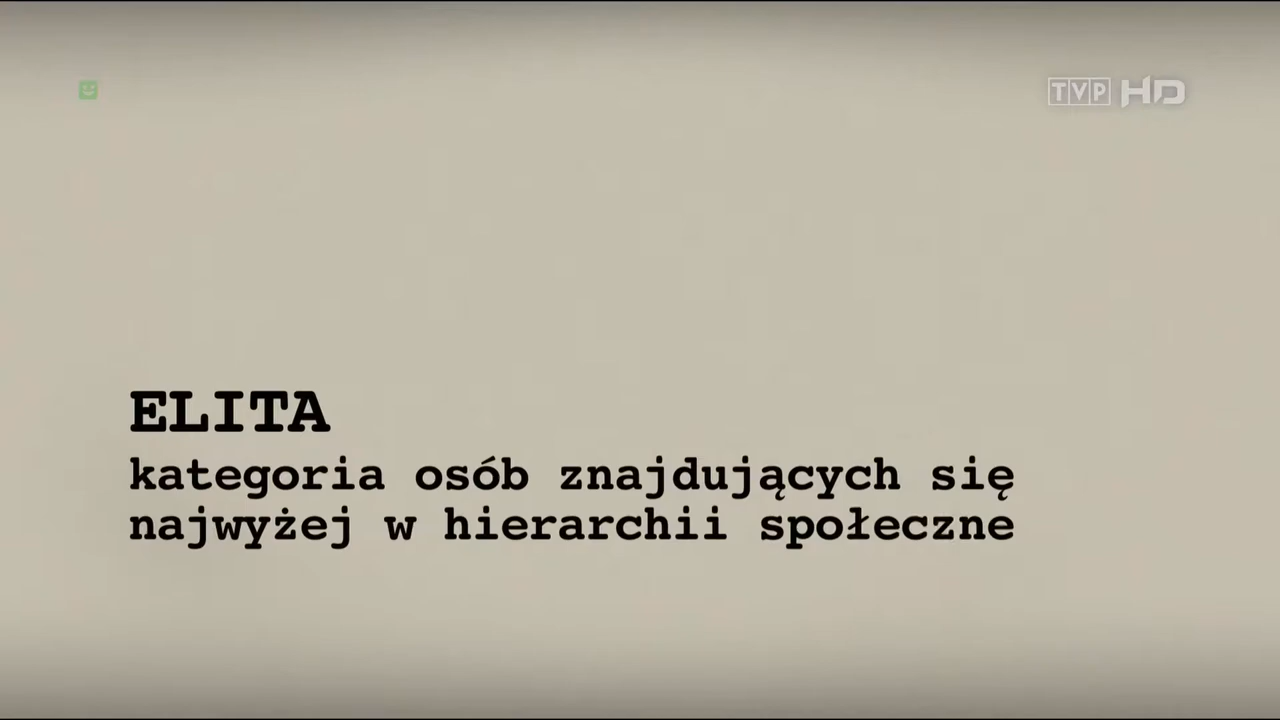 TVP HD
ELITA
kategoria osób znajdujących się
najwyżej w hierarchii społeczne